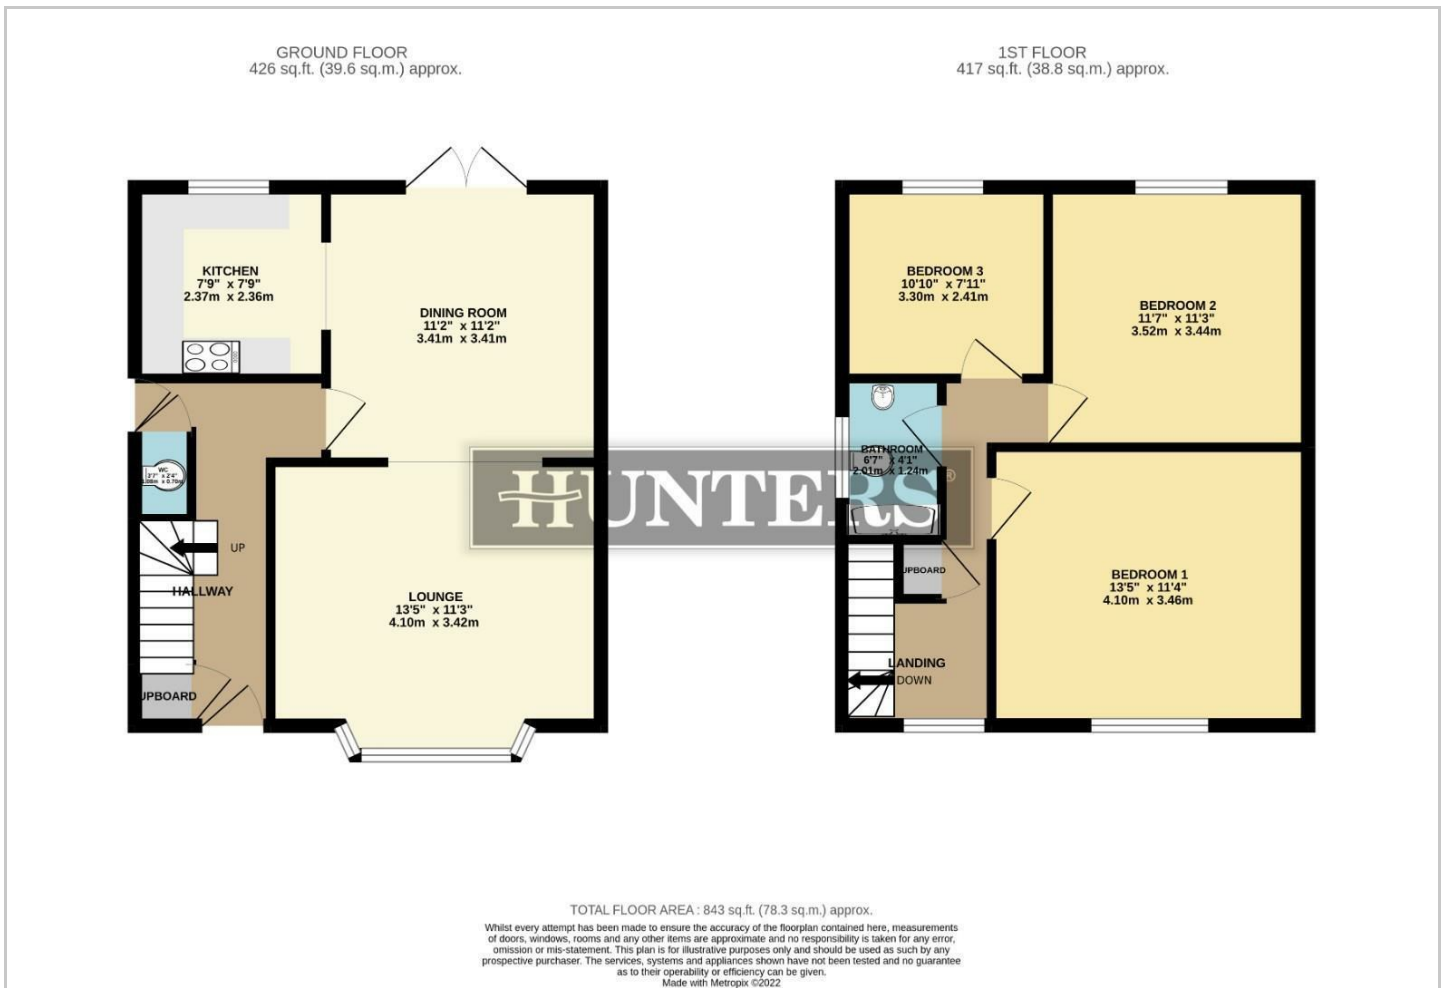 GROUND FLOOR
426 sq.ft. (39.6 sq.m.) approx.
1ST FLOOR
417 sq.ft. (38.8 sq.m.) approx.
KITCHEN
7'9" x 7'9"
2.37m x 2.36m
DINING ROOM
11'2" x 11'2"
3.41m x 3.41m
WC
3'7" x 2'4"
UP
HALLWAY
LOUNGE
13'5" x 11'3"
4.10m x 3.42m
UPBOARD
BEDROOM 3
10'10" x 7'11"
3.30m x 2.41m
BEDROOM 2
11'7" x 11'3"
3.52m x 3.44m
BATHROOM
6'7" x 4'1"
2.01m x 1.24m
HUNTERS®
UPBOARD
BEDROOM 1
13'5" x 11'4"
4.10m x 3.46m
LANDING
DOWN
TOTAL FLOOR AREA : 843 sq.ft. (78.3 sq.m.) approx.
Whilst every attempt has been made to ensure the accuracy of the floorplan contained here, measurements
of doors, windows, rooms and any other items are approximate and no responsibility is taken for any error,
omission or mis-statement. This plan is for illustrative purposes only and should be used as such by any
prospective purchaser. The services, systems and appliances shown have not been tested and no guarantee
as to their operability or efficiency can be given.
Made with Metropix ©2022